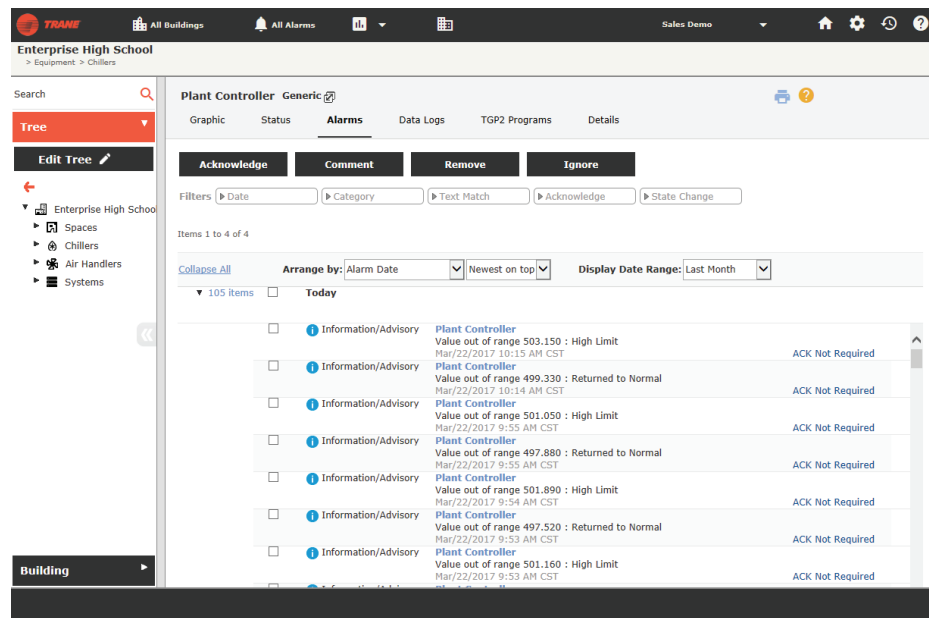 TRANE
All Buildings
All Alarms
Sales Demo
?
Enterprise High School
> Equipment > Chillers
Search
Tree
Edit Tree
Enterprise High Schoo
Spaces
Chillers
Air Handlers
Systems
Building
Plant Controller Generic
?
Graphic Status Alarms Data Logs TGP2 Programs Details
Acknowledge Comment Remove Ignore
Filters Date Category Text Match Acknowledge State Change
Items 1 to 4 of 4
Collapse All Arrange by: Alarm Date Newest on top Display Date Range: Last Month
105 items Today
Information/Advisory Plant Controller
Value out of range 503.150 : High Limit
Mar/22/2017 10:15 AM CST ACK Not Required
Information/Advisory Plant Controller
Value out of range 499.330 : Returned to Normal
Mar/22/2017 10:14 AM CST ACK Not Required
Information/Advisory Plant Controller
Value out of range 501.050 : High Limit
Mar/22/2017 9:55 AM CST ACK Not Required
Information/Advisory Plant Controller
Value out of range 497.880 : Returned to Normal
Mar/22/2017 9:55 AM CST ACK Not Required
Information/Advisory Plant Controller
Value out of range 501.890 : High Limit
Mar/22/2017 9:54 AM CST ACK Not Required
Information/Advisory Plant Controller
Value out of range 497.520 : Returned to Normal
Mar/22/2017 9:53 AM CST ACK Not Required
Information/Advisory Plant Controller
Value out of range 501.160 : High Limit
Mar/22/2017 9:53 AM CST ACK Not Required